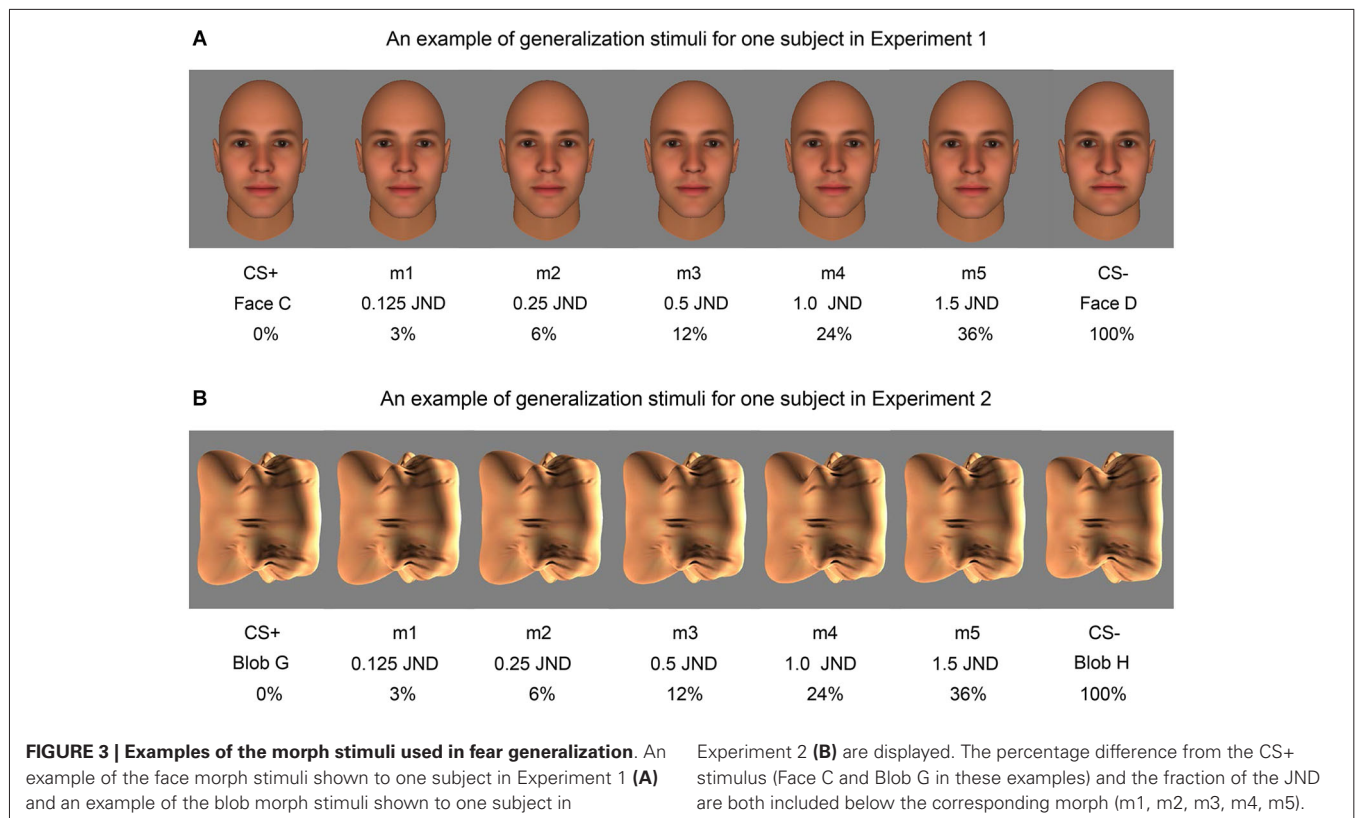 A An example of generalization stimuli for one subject in Experiment 1
CS+ m1 m2 m3 m4 m5 CS-
Face C 0.125 JND 0.25 JND 0.5 JND 1.0 JND 1.5 JND Face D
0% 3% 6% 12% 24% 36% 100%
B An example of generalization stimuli for one subject in Experiment 2
CS+ m1 m2 m3 m4 m5 CS-
Blob G 0.125 JND 0.25 JND 0.5 JND 1.0 JND 1.5 JND Blob H
0% 3% 6% 12% 24% 36% 100%
FIGURE 3 | Examples of the morph stimuli used in fear generalization. An
example of the face morph stimuli shown to one subject in Experiment 1 (A)
and an example of the blob morph stimuli shown to one subject in
Experiment 2 (B) are displayed. The percentage difference from the CS+
stimulus (Face C and Blob G in these examples) and the fraction of the JND
are both included below the corresponding morph (m1, m2, m3, m4, m5).